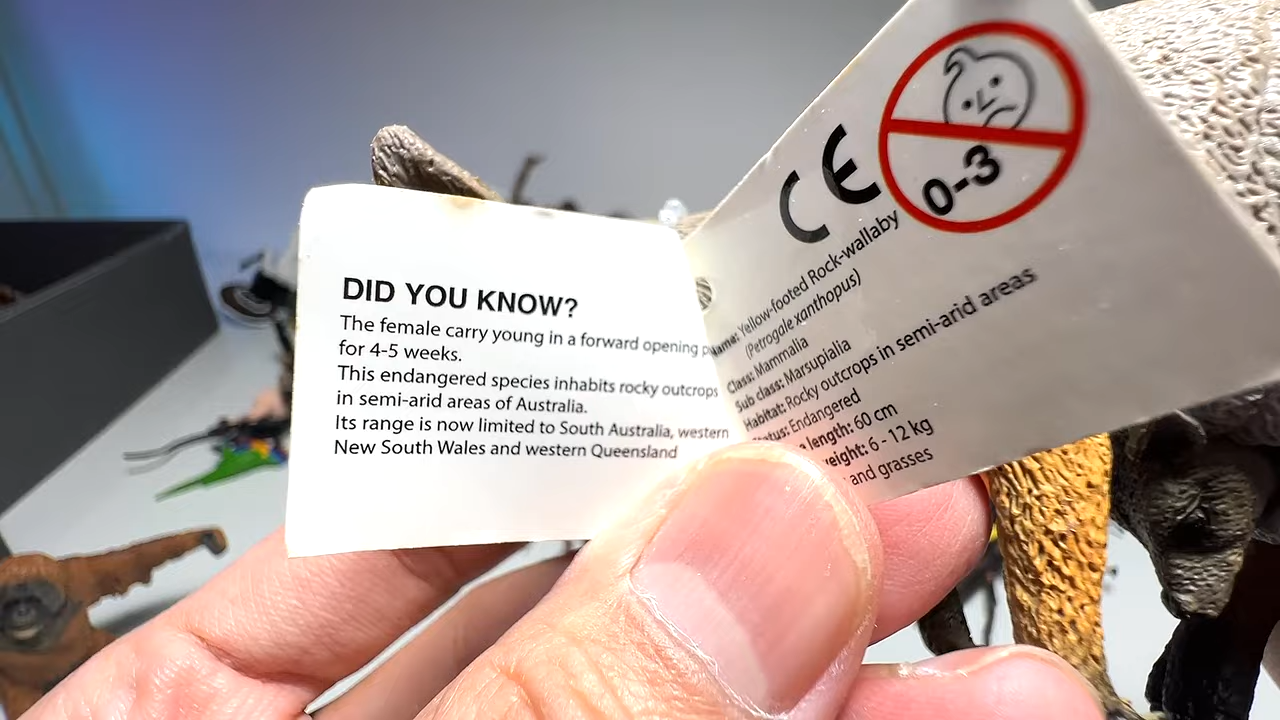 DID YOU KNOW?
The female carry young in a forward opening
for 4-5 weeks.
This endangered species inhabits rocky outcrops
in semi-arid areas of Australia.
Its range is now limited to South Australia, western
New South Wales and western Queensland
CE
0-3
Name: Yellow-footed Rock-wallaby
(Petrogale xanthopus)
Class: Mammalia
Sub class: Marsupialia
Habitat: Rocky outcrops in semi-arid areas
Endangered
length: 60 cm
6 - 12 kg
and grasses